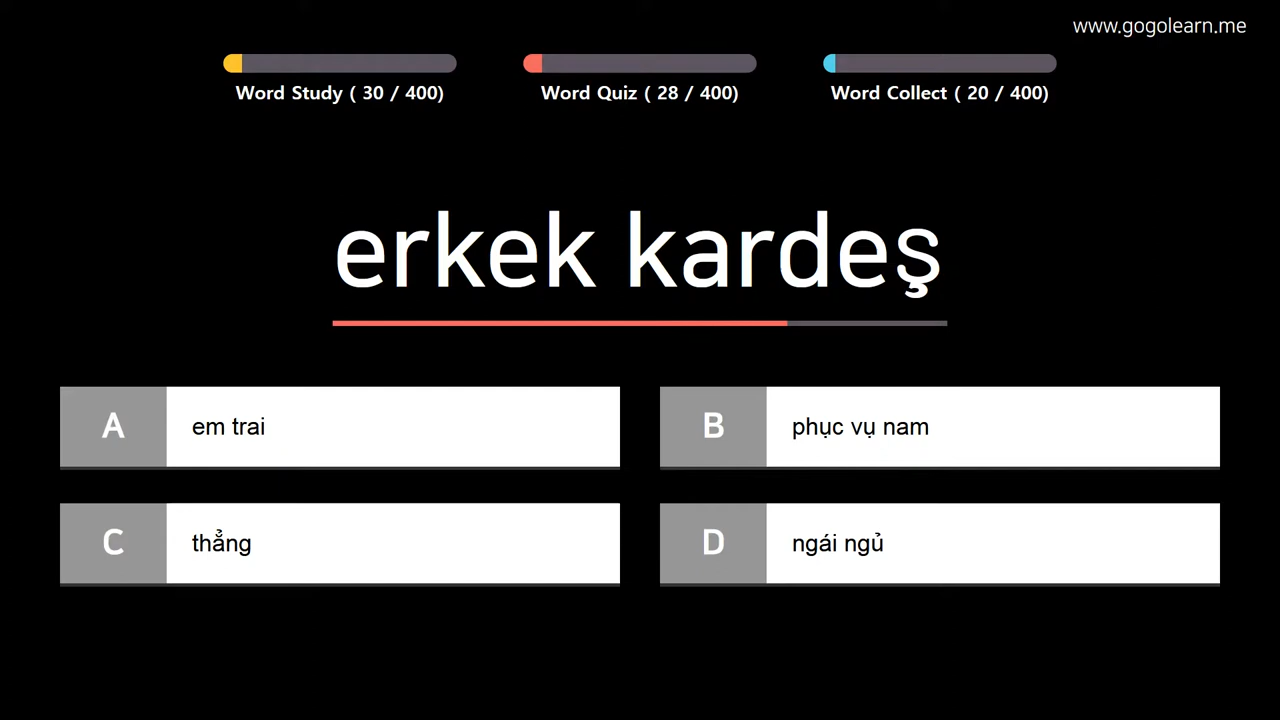 www.gogolearn.me
Word Study ( 30 / 400)
Word Quiz ( 28 / 400)
Word Collect ( 20 / 400)
erkek kardeş
A
em trai
B
phục vụ nam
C
thẳng
D
ngái ngủ